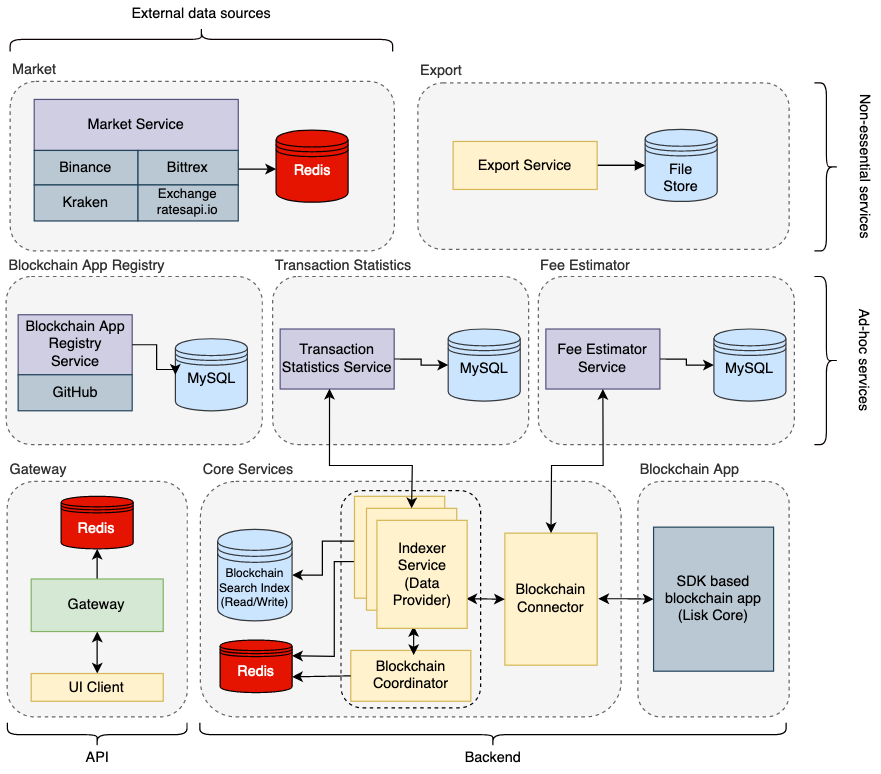 External data sources
Market
Export
Market Service
Binance
Bittrex
Kraken
Exchange
ratesapi.io
Redis
Export Service
File
Store
Non-essential services
Blockchain App Registry
Transaction Statistics
Fee Estimator
Blockchain App
Registry
Service
GitHub
MySQL
Transaction
Statistics Service
MySQL
Fee Estimator
Service
MySQL
Ad-hoc services
Gateway
Core Services
Blockchain App
Redis
Gateway
UI Client
Blockchain
Search Index
(Read/Write)
Redis
Indexer
Service
(Data
Provider)
Blockchain
Coordinator
Blockchain
Connector
SDK based
blockchain app
(Lisk Core)
API
Backend